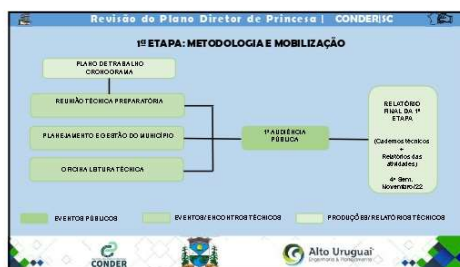 Revisão do Plano Diretor de Princesa | CONDER|SC
1ª ETAPA: METODOLOGIA E MOBILIZAÇÃO
PLANO DE TRABALHO
CRONOGRAMA
REUNIÃO TÉCNICA PREPARATÓRIA
PLANEJAMENTO E GESTÃO DO MUNICÍPIO
OFICINA LEITURA TÉCNICA
1ª AUDIÊNCIA
PÚBLICA
RELATÓRIO
FINAL DA 1ª
ETAPA
(Cadernos técnicos
+
Relatórios das
atividades)
4ª Sem.
Novembro/22
EVENTOS PÚBLICOS
EVENTOS/ENCONTROS TÉCNICOS
PRODUÇÕES/RELATÓRIOS TÉCNICOS
CONDER
Alto Uruguai
Engenharia & Planejamento